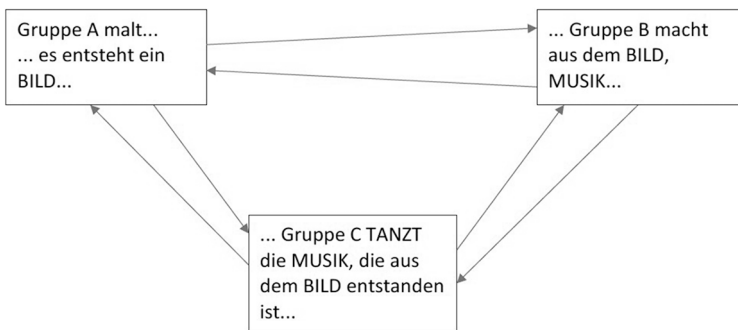 Gruppe A malt...
... es entsteht ein
BILD...
... Gruppe B macht
aus dem BILD,
MUSIK...
... Gruppe C TANZT
die MUSIK, die aus
dem BILD entstanden
ist...